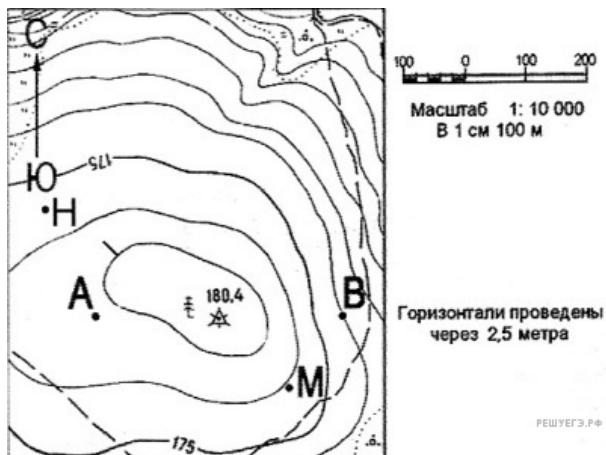 С
100 0 100 200
Масштаб 1: 10 000
В 1 см 100 м
175
Ю
Н
180,4
А
В
Горизонтали проведены
через 2,5 метра
М
175
РЕШУЕГЭ.РФ